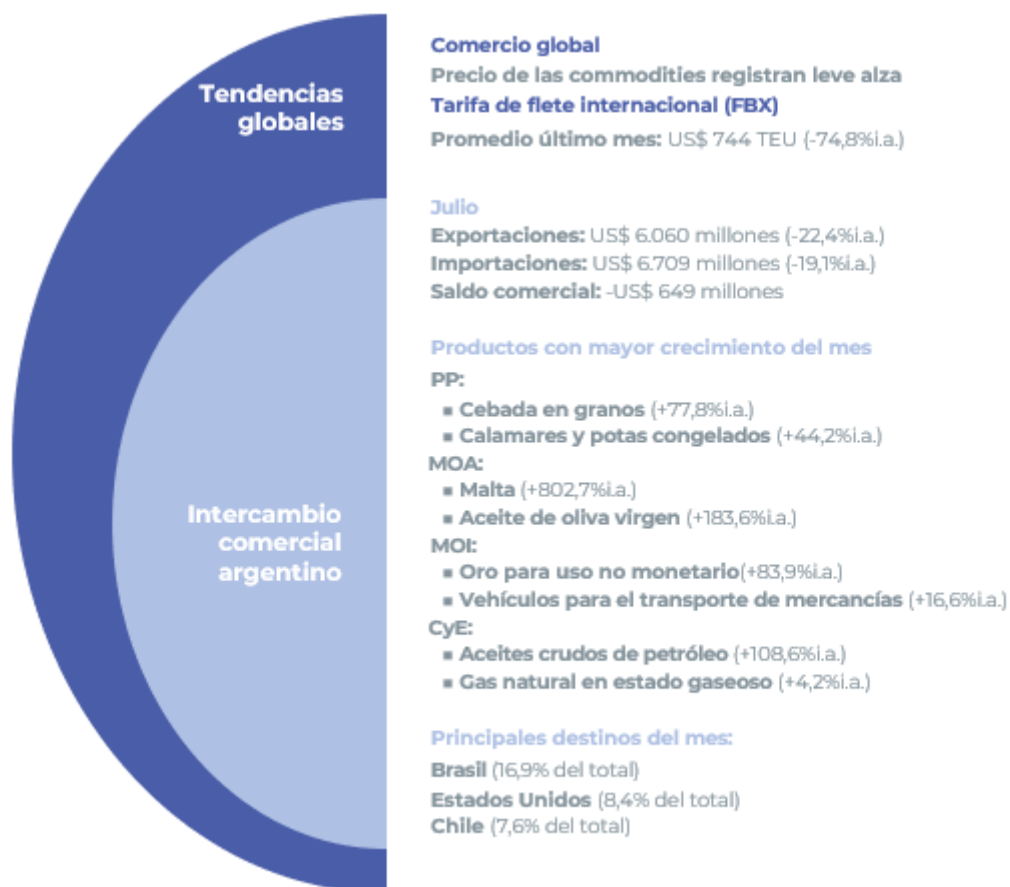 Tendencias
globales
Comercio global
Precio de las commodities registran leve alza
Tarifa de flete internacional (FBX)
Promedio último mes: US$ 744 TEU (-74,8%i.a.)
Intercambio
comercial
argentino
Julio
Exportaciones: US$ 6.060 millones (-22,4%i.a.)
Importaciones: US$ 6.709 millones (-19,1%i.a.)
Saldo comercial: -US$ 649 millones
Productos con mayor crecimiento del mes
PP:
▪ Cebada en granos (+77,8%i.a.)
▪ Calamares y potas congelados (+44,2%i.a.)
MOA:
▪ Malta (+802,7%i.a.)
▪ Aceite de oliva virgen (+183,6%i.a.)
MOI:
▪ Oro para uso no monetario(+83,9%i.a.)
▪ Vehículos para el transporte de mercancías (+16,6%i.a.)
CyE:
▪ Aceites crudos de petróleo (+108,6%i.a.)
▪ Gas natural en estado gaseoso (+4,2%i.a.)
Principales destinos del mes:
Brasil (16,9% del total)
Estados Unidos (8,4% del total)
Chile (7,6% del total)